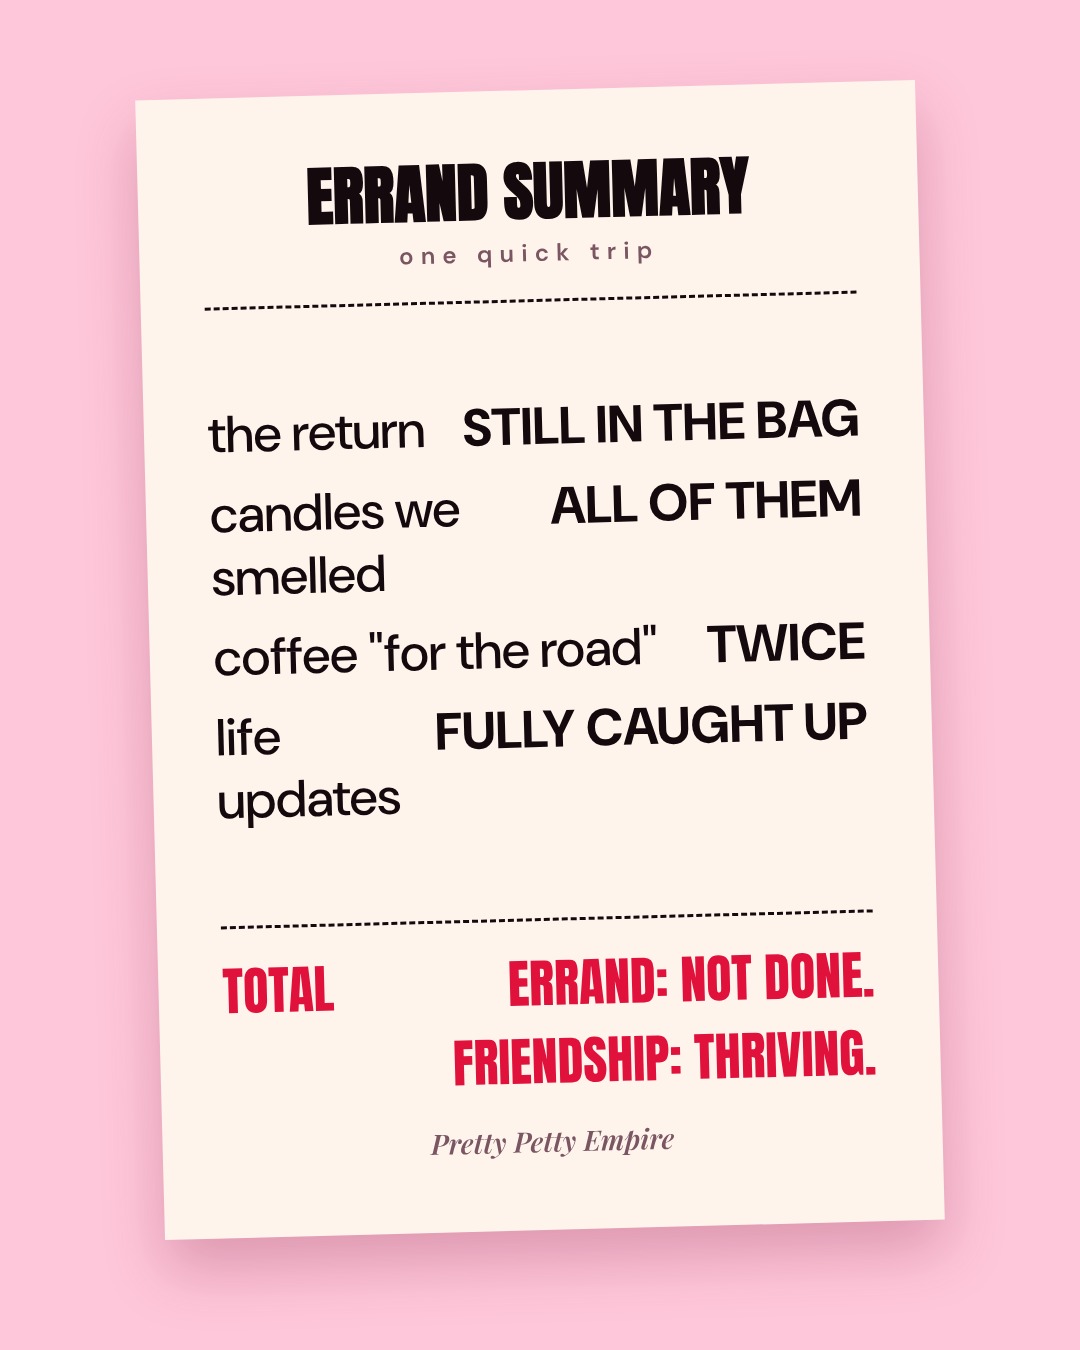 ERRAND SUMMARY
one quick trip
the return STILL IN THE BAG
candles we ALL OF THEM
smelled
coffee "for the road" TWICE
life FULLY CAUGHT UP
updates
TOTAL ERRAND: NOT DONE.
FRIENDSHIP: THRIVING.
Pretty Petty Empire